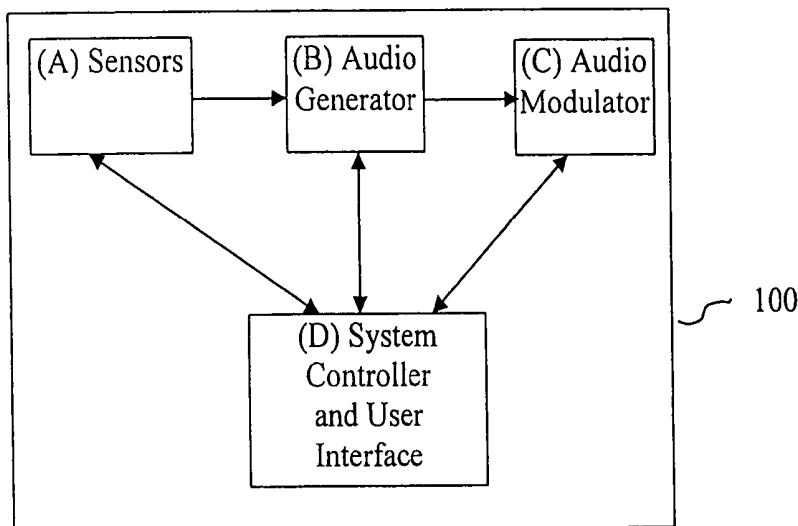 (A) Sensors
(B) Audio
Generator
(C) Audio
Modulator
(D) System
Controller
and User
Interface
100